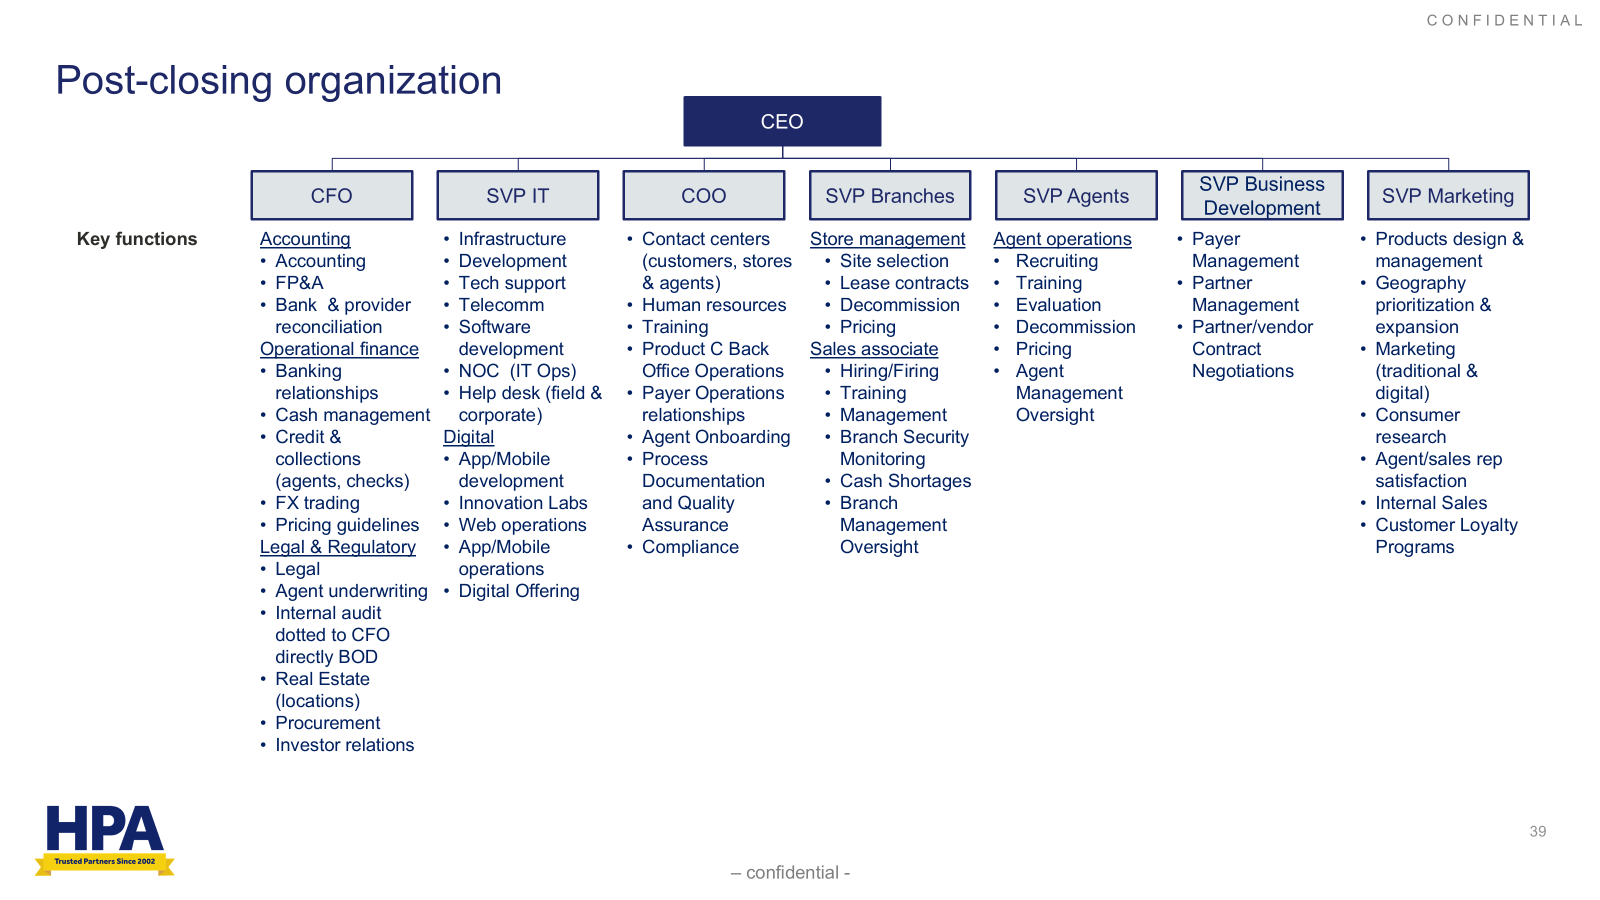 CONFIDENTIAL
Post-closing organization
CEO
CFO
SVP IT
COO
SVP Branches
SVP Agents
SVP Business
Development
SVP Marketing
Key functions
Accounting
• Accounting
• FP&A
• Bank  & provider
reconciliation
Operational finance
• Banking
relationships
• Cash management
• Credit &
collections
(agents, checks)
• FX trading
• Pricing guidelines
Legal & Regulatory
• Legal
• Agent underwriting
• Internal audit
dotted to CFO
directly BOD
• Real Estate
(locations)
• Procurement
• Investor relations
• Infrastructure
• Development
• Tech support
• Telecomm
• Software
development
• NOC  (IT Ops)
• Help desk (field &
corporate)
Digital
• App/Mobile
development
• Innovation Labs
• Web operations
• App/Mobile
operations
• Digital Offering
• Contact centers
(customers, stores
& agents)
• Human resources
• Training
• Product C Back
Office Operations
• Payer Operations
relationships
• Agent Onboarding
• Process
Documentation
and Quality
Assurance
• Compliance
Store management
• Site selection
• Lease contracts
• Decommission
• Pricing
Sales associate
• Hiring/Firing
• Training
• Management
• Branch Security
Monitoring
• Cash Shortages
• Branch
Management
Oversight
Agent operations
• Recruiting
• Training
• Evaluation
• Decommission
• Pricing
• Agent
Management
Oversight
• Payer
Management
• Partner
Management
• Partner/vendor
Contract
Negotiations
• Products design &
management
• Geography
prioritization &
expansion
• Marketing
(traditional &
digital)
• Consumer
research
• Agent/sales rep
satisfaction
• Internal Sales
• Customer Loyalty
Programs
HPA
Trusted Partners Since 2002
39
– confidential -